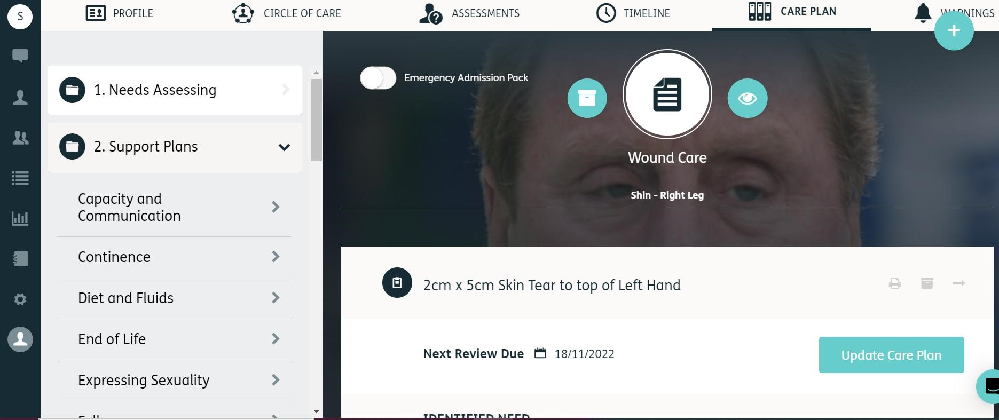 S
PROFILE
CIRCLE OF CARE
ASSESSMENTS
TIMELINE
CARE PLAN
+
1. Needs Assessing
2. Support Plans
Capacity and
Communication
Continence
Diet and Fluids
End of Life
Expressing Sexuality
Emergency Admission Pack
Wound Care
Shin - Right Leg
2cm x 5cm Skin Tear to top of Left Hand
Next Review Due 18/11/2022
Update Care Plan
IDENTIFIED NEED